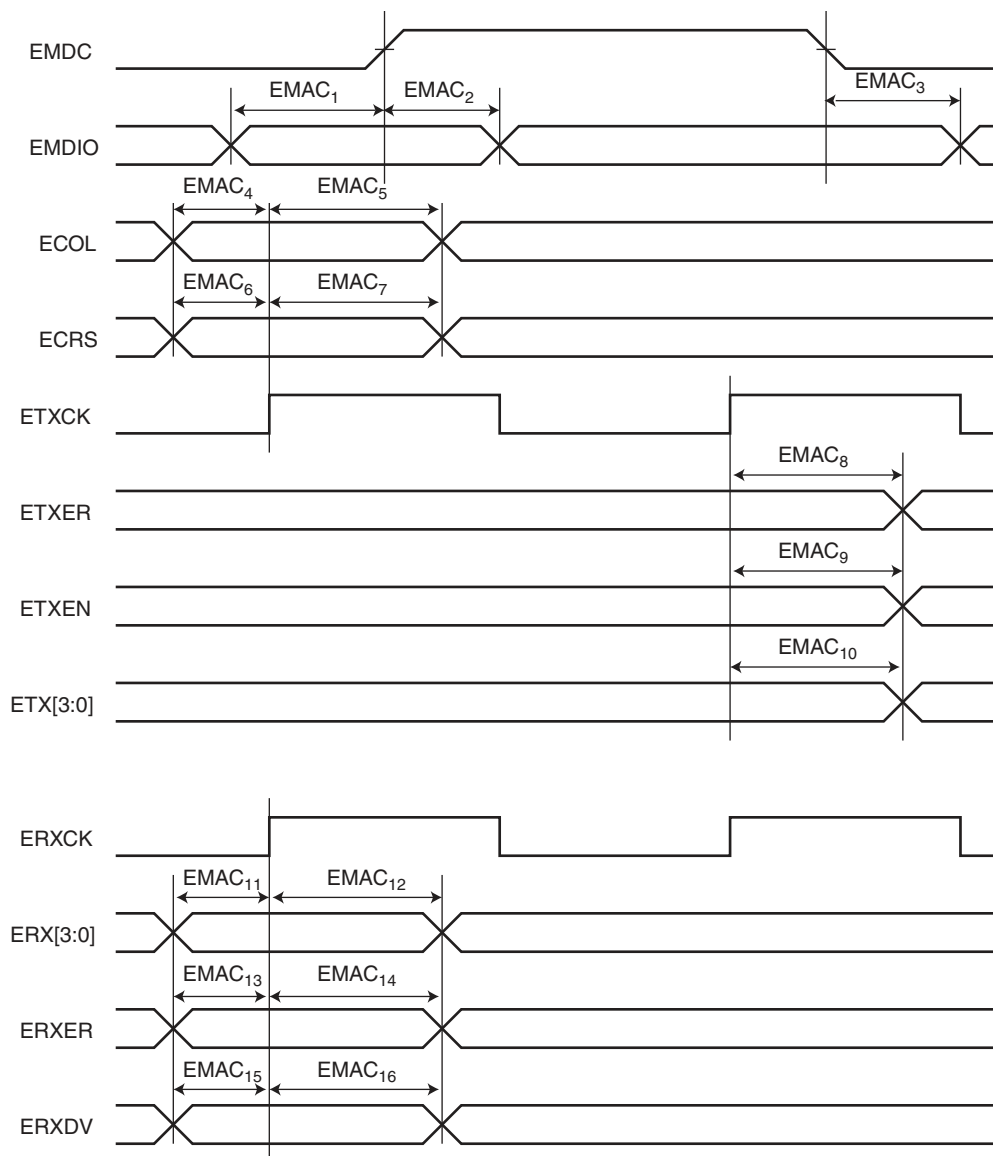 EMDC
EMAC₁ EMAC₂ EMAC₃
EMDIO
EMAC₄ EMAC₅
ECOL
EMAC₆ EMAC₇
ECRS
ETXCK
EMAC₈
ETXER
EMAC₉
ETXEN
EMAC₁₀
ETX[3:0]
ERXCK
EMAC₁₁ EMAC₁₂
ERX[3:0]
EMAC₁₃ EMAC₁₄
ERXER
EMAC₁₅ EMAC₁₆
ERXDV